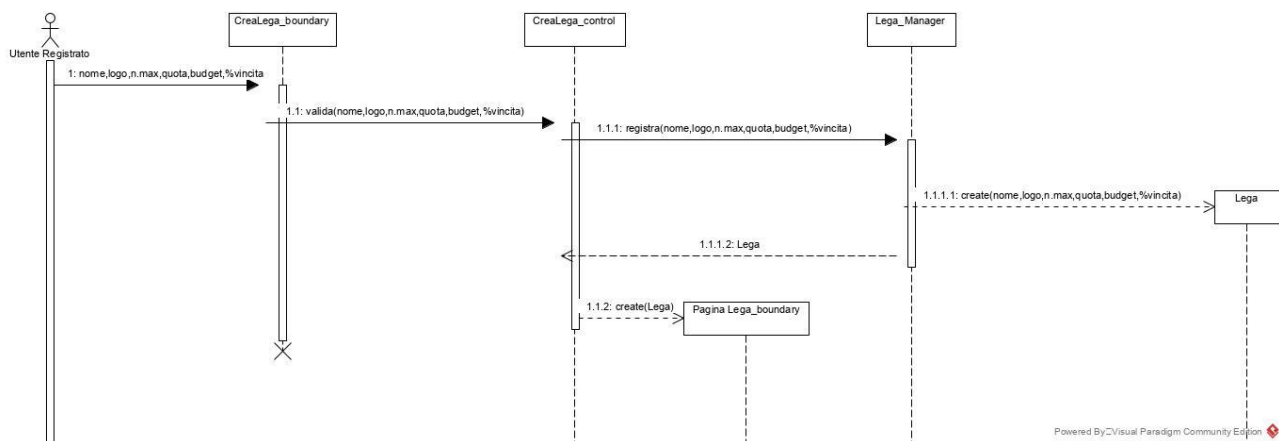 CreaLega_boundary
CreaLega_control
Lega_Manager
Utente Registrato
1: nome,logo,n.max,quota,budget,%vincita
1.1: valida(nome,logo,n.max,quota,budget,%vincita)
1.1.1: registra(nome,logo,n.max,quota,budget,%vincita)
1.1.1.1: create(nome,logo,n.max,quota,budget,%vincita)
Lega
1.1.1.2: Lega
1.1.2: create(Lega)
Pagina Lega_boundary
Powered By Visual Paradigm Community Edition